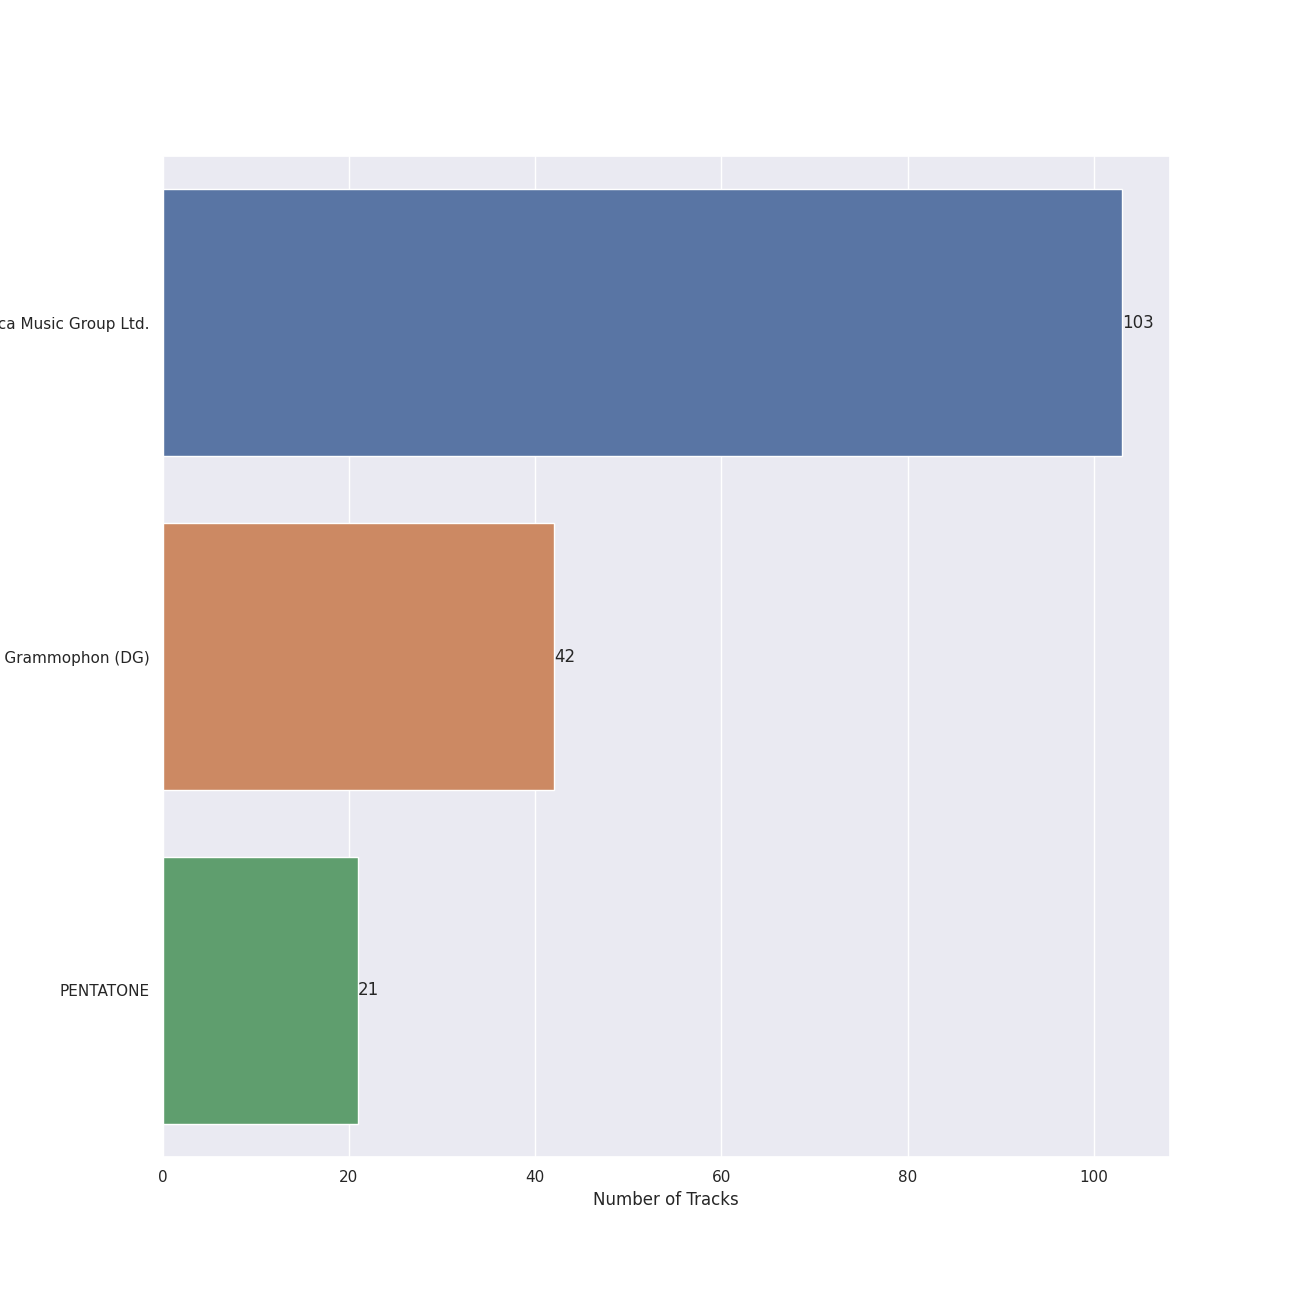 ca Music Group Ltd.
103
Grammophon (DG)
42
PENTATONE
21
0 20 40 60 80 100
Number of Tracks